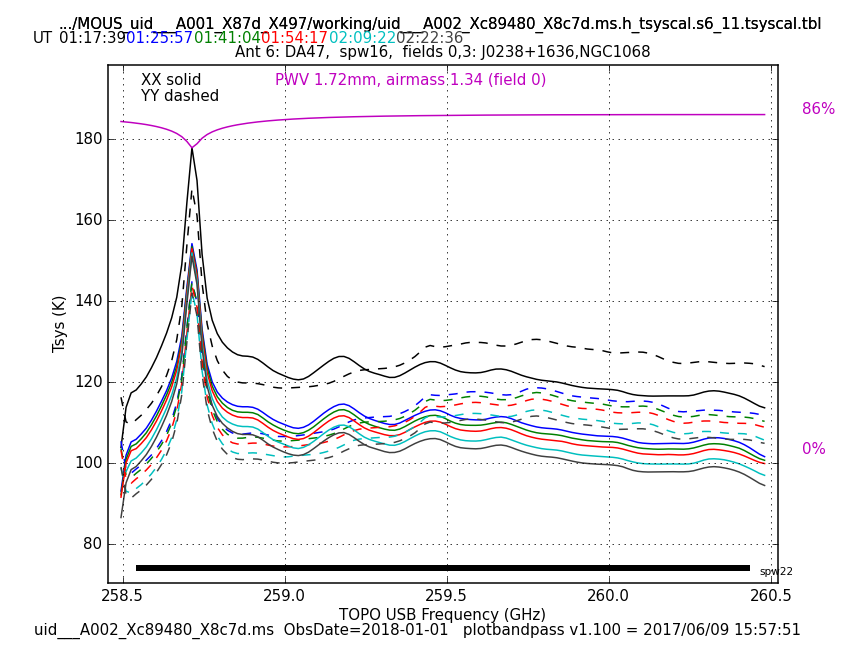 .../MOUS_uid___A001_X87d_X497/working/uid___A002_Xc89480_X8c7d.ms.h_tsyscal.s6_11.tsyscal.tbl
UT 01:17:39 01:25:57 01:41:04 01:54:17 02:09:22 02:22:36
Ant 6: DA47,  spw16,  fields 0,3: J0238+1636,NGC1068
XX solid
PWV 1.72mm, airmass 1.34 (field 0)
YY dashed
86%
180
160
140
120
100
80
Tsys (K)
0%
spw22
258.5 259.0 259.5 260.0 260.5
TOPO USB Frequency (GHz)
uid___A002_Xc89480_X8c7d.ms  ObsDate=2018-01-01   plotbandpass v1.100 = 2017/06/09 15:57:51